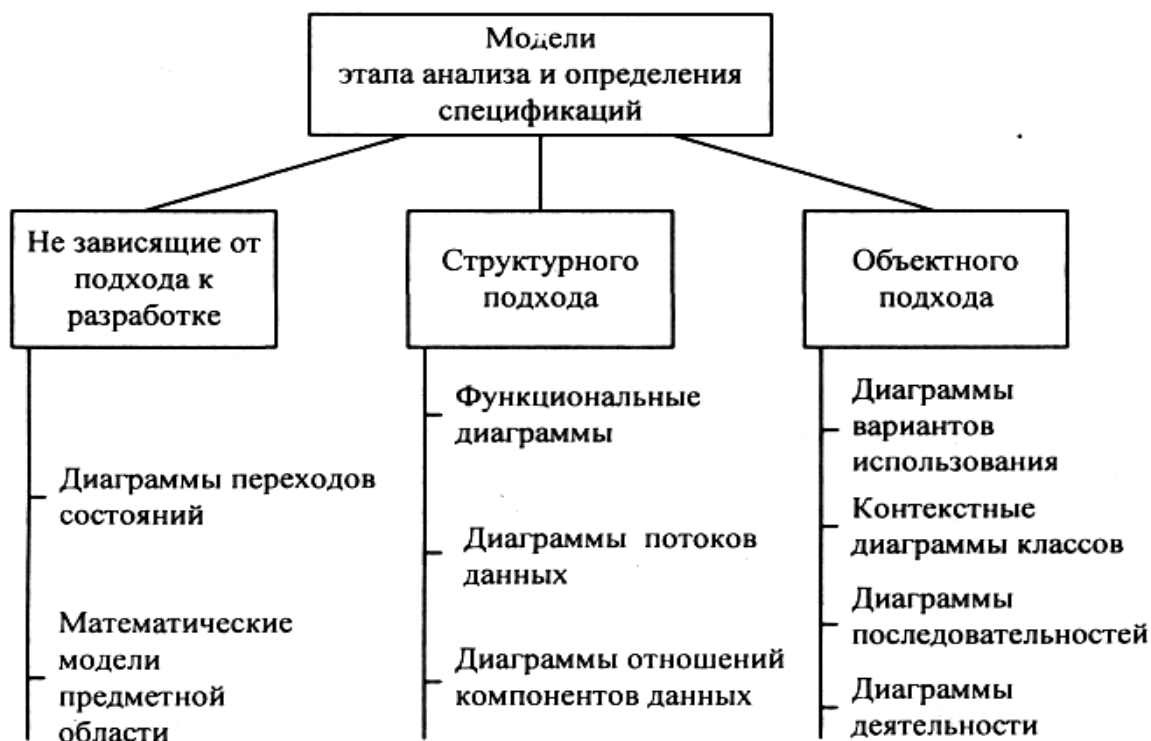 Модели
этапа анализа и определения
спецификаций
Не зависящие от
подхода к
разработке
Структурного
подхода
Объектного
подхода
Диаграммы переходов
состояний
Математические
модели
предметной
области
Функциональные
диаграммы
Диаграммы потоков
данных
Диаграммы отношений
компонентов данных
Диаграммы
вариантов
использования
Контекстные
диаграммы классов
Диаграммы
последовательностей
Диаграммы
деятельности